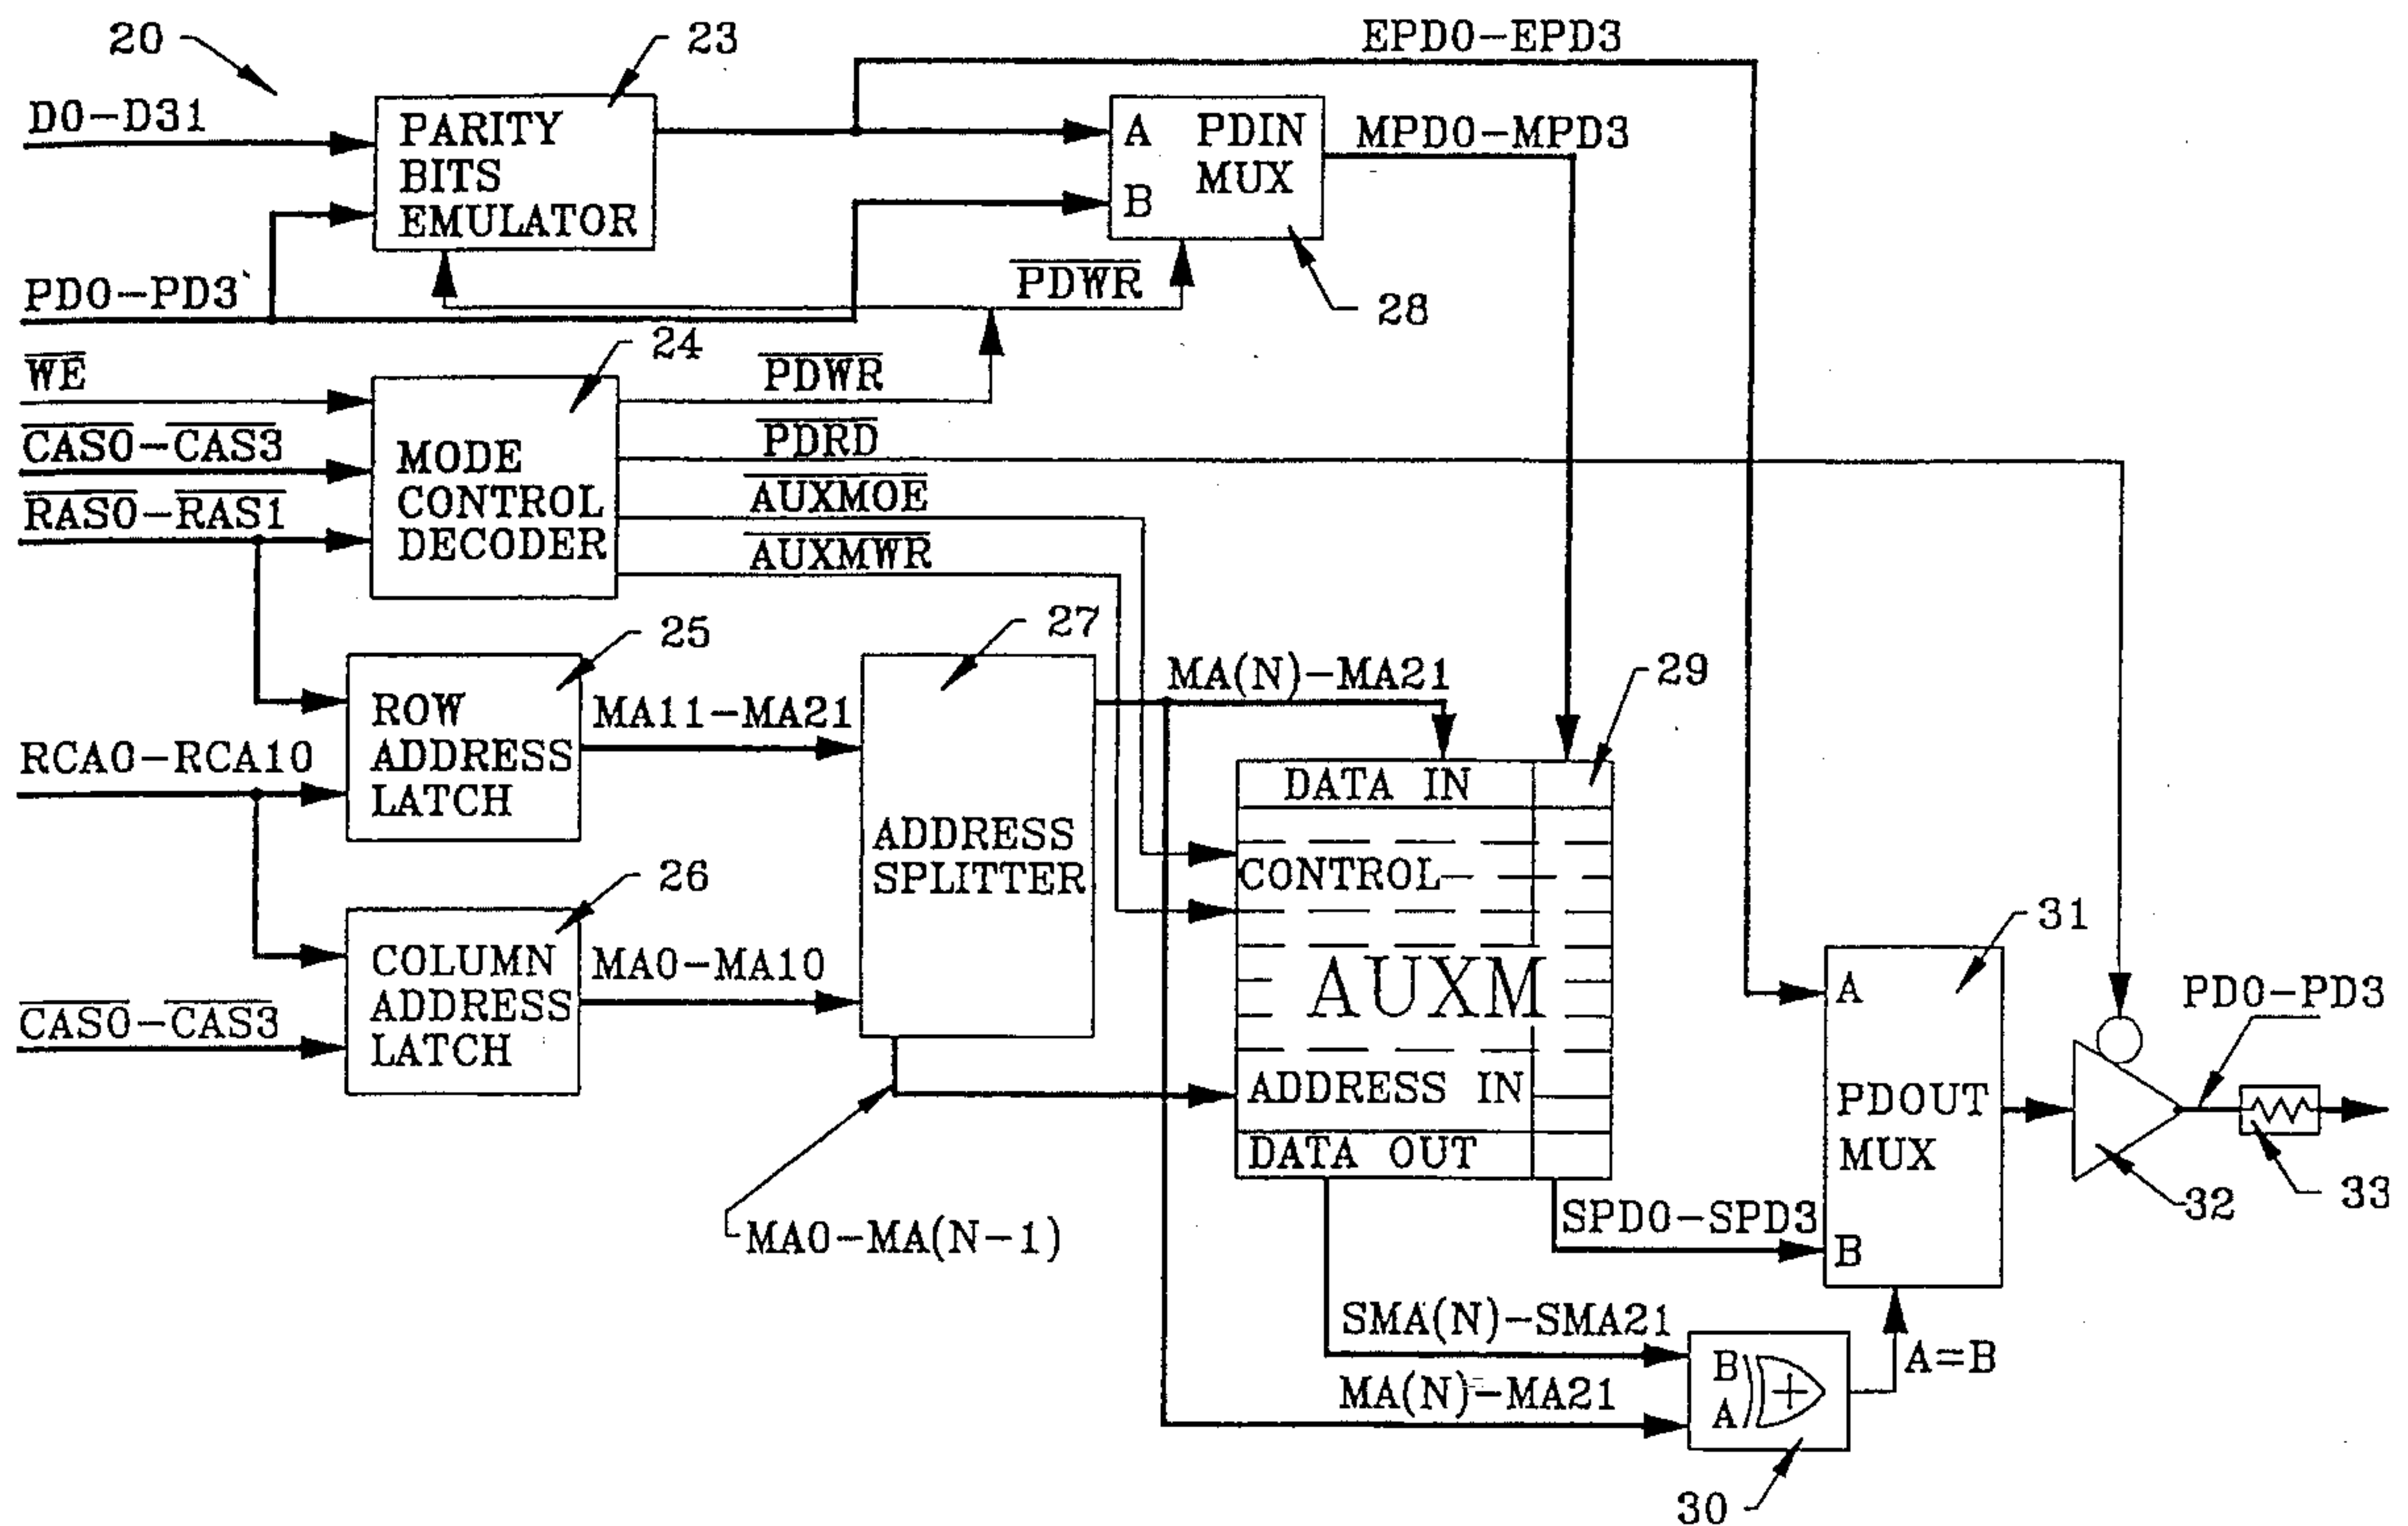 20
23
EPD0-EPD3
D0-D31
PARITY
BITS
EMULATOR
A PDIN
MUX
B
MPD0-MPD3
PD0-PD3
PDWR
28
24
WE
PDWR
CAS0-CAS3
PDRD
MODE
CONTROL
DECODER
RAS0-RAS1
AUXMOE
AUXMWR
25
27
MA(N)-MA21
29
ROW
ADDRESS
LATCH
MA11-MA21
RCA0-RCA10
DATA IN
ADDRESS
SPLITTER
CONTROL
26
31
COLUMN
ADDRESS
LATCH
MA0-MA10
AUXM
A
PD0-PD3
CAS0-CAS3
ADDRESS IN
PDOUT
MUX
DATA OUT
32
33
MA0-MA(N-1)
SPD0-SPD3
B
SMA(N)-SMA21
B
A
A=B
MA(N)-MA21
30